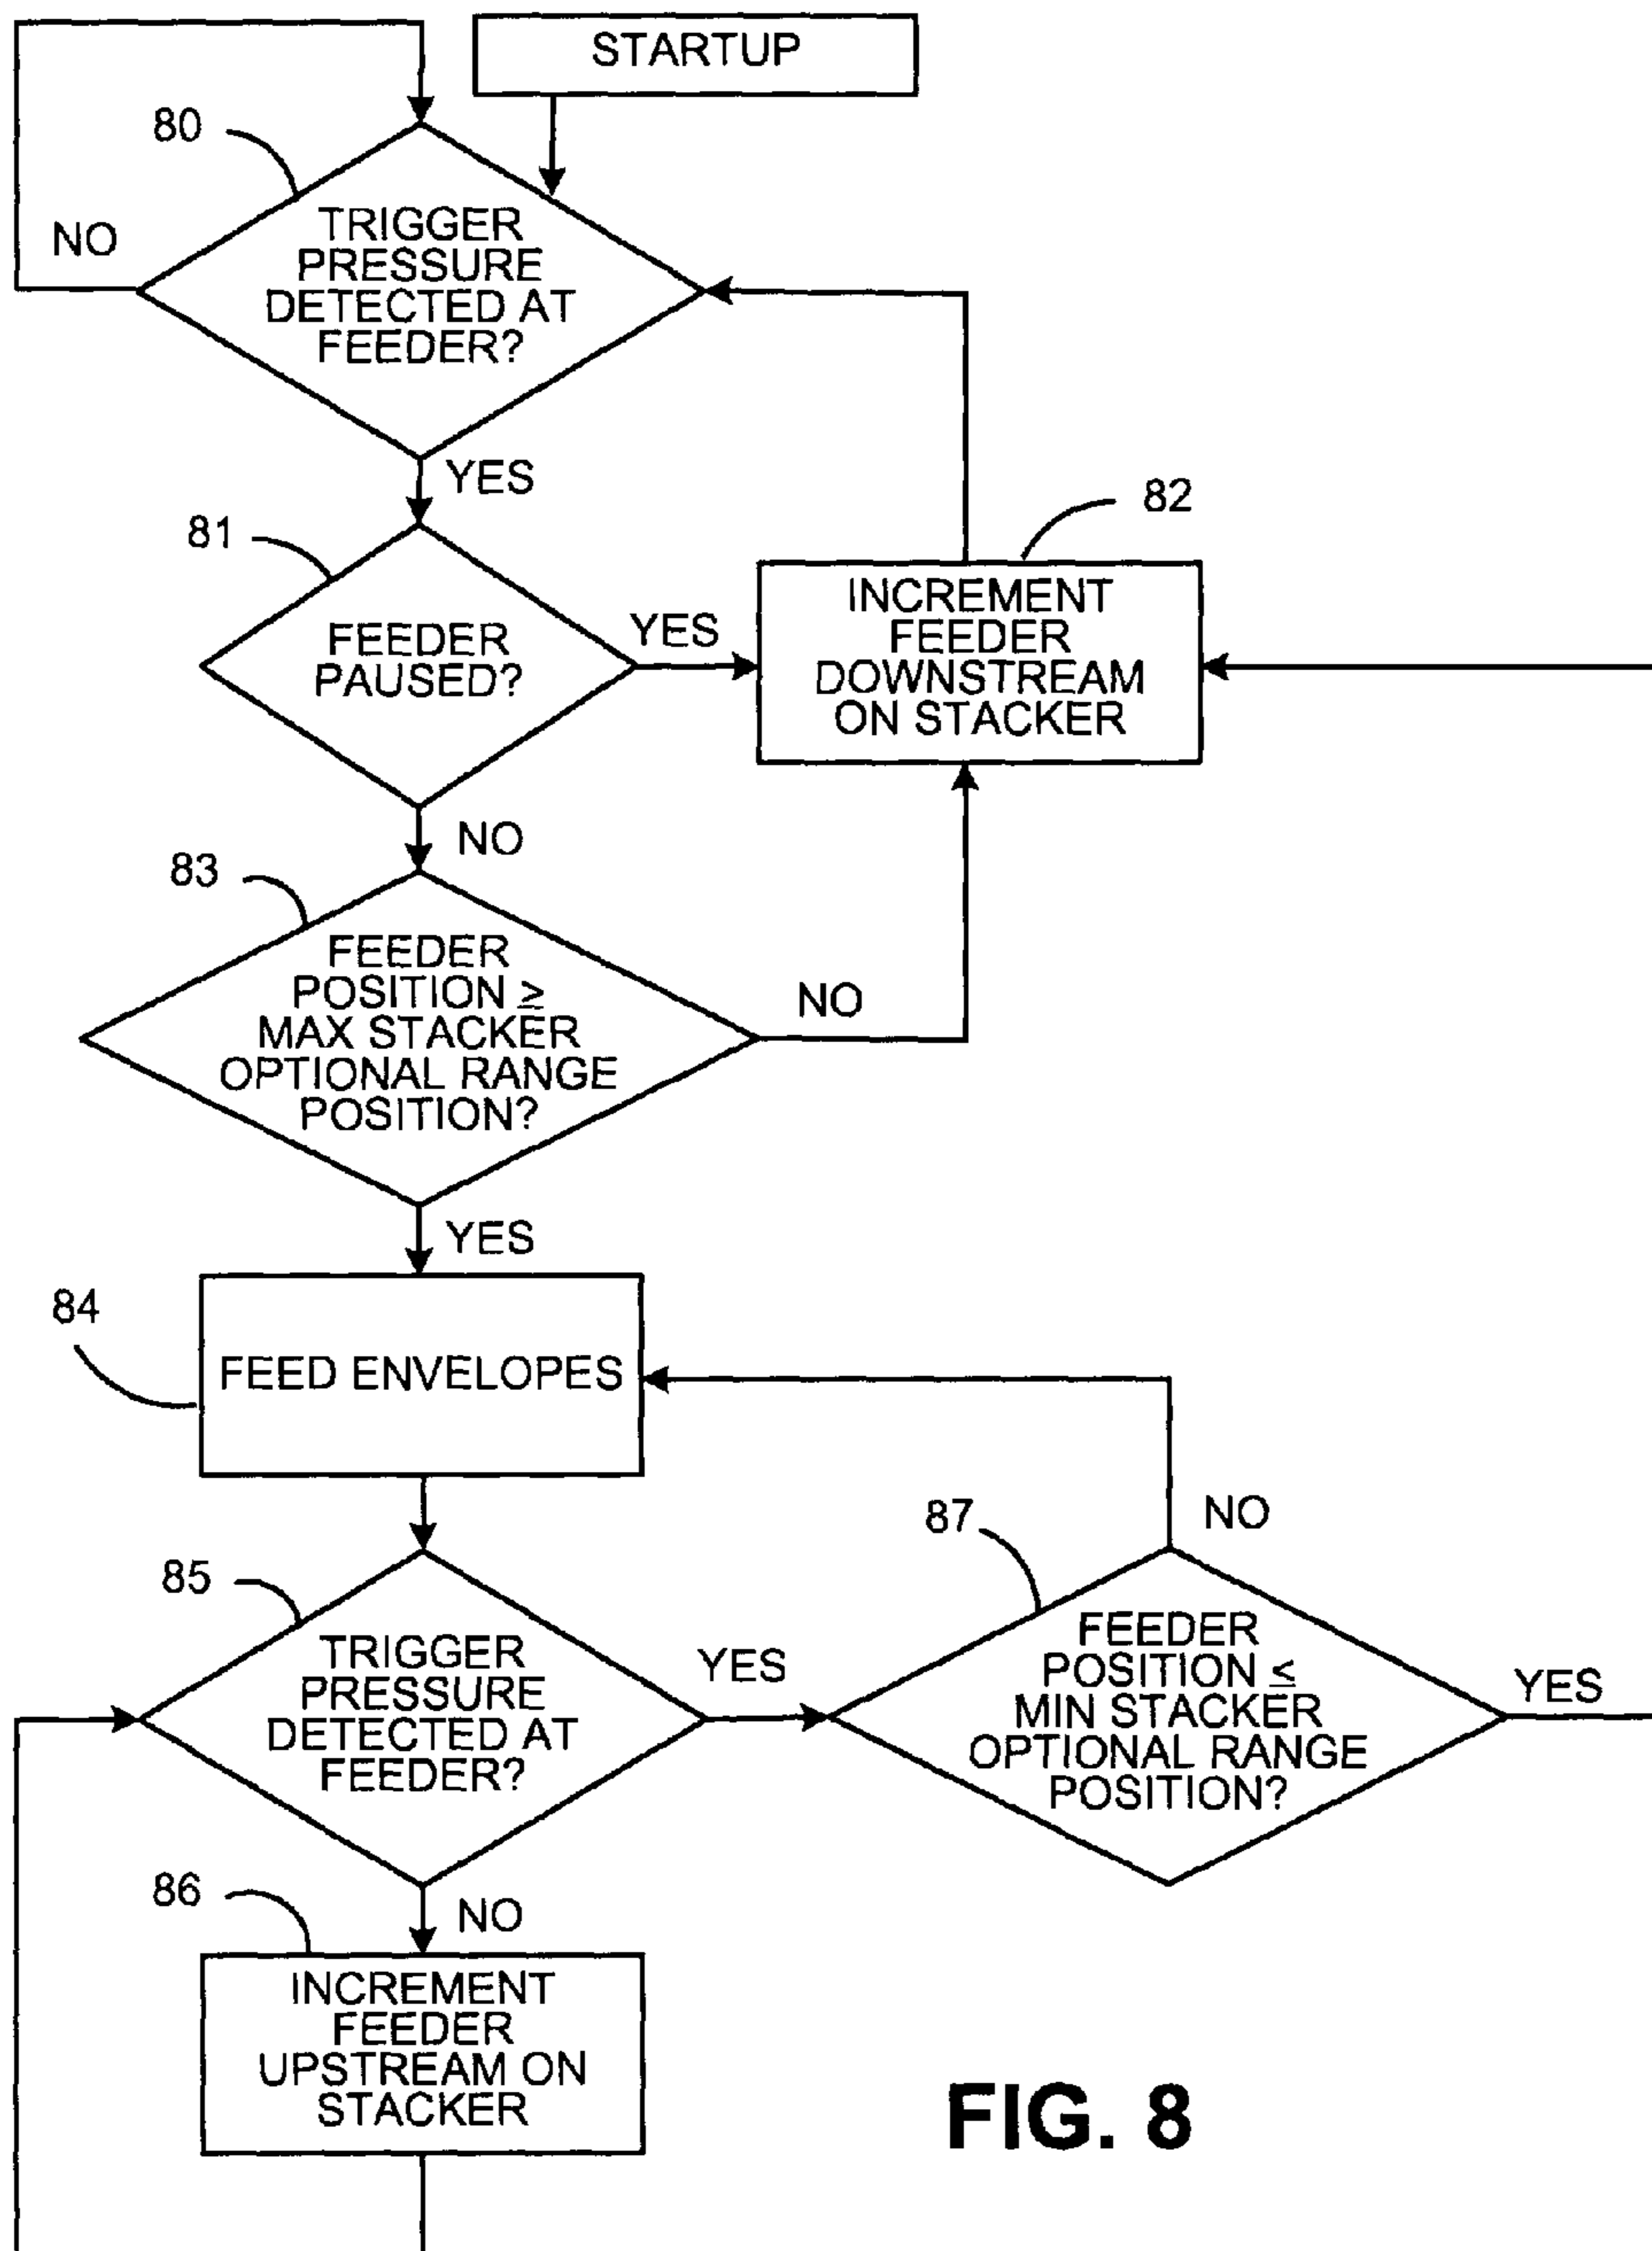 STARTUP
80
NO
TRIGGER
PRESSURE
DETECTED AT
FEEDER?
YES
81
FEEDER
PAUSED?
YES
82
INCREMENT
FEEDER
DOWNSTREAM
ON STACKER
NO
83
FEEDER
POSITION ≥
MAX STACKER
OPTIONAL RANGE
POSITION?
NO
YES
84
FEED ENVELOPES
85
TRIGGER
PRESSURE
DETECTED AT
FEEDER?
YES
87
NO
FEEDER
POSITION ≤
MIN STACKER
OPTIONAL RANGE
POSITION?
YES
86
NO
INCREMENT
FEEDER
UPSTREAM ON
STACKER
FIG. 8